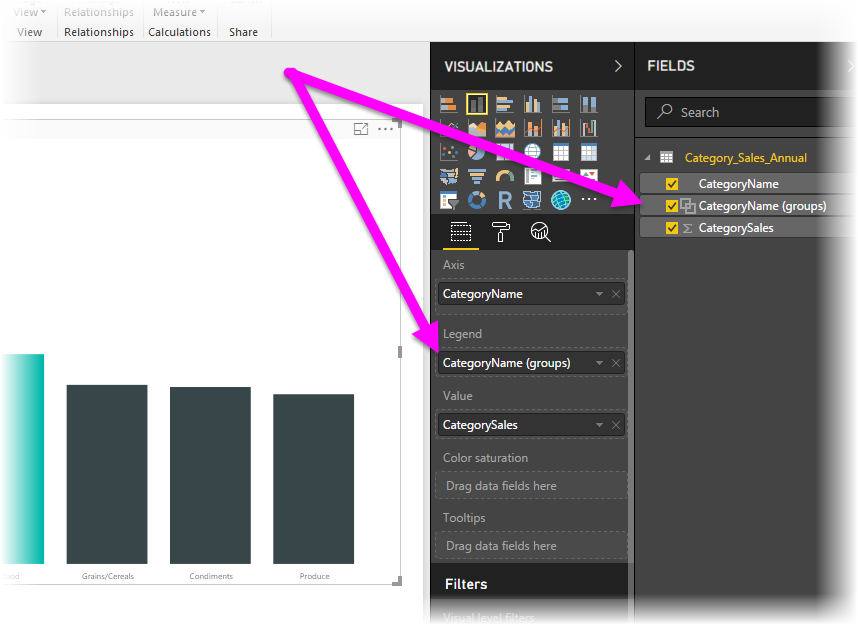 View Relationships Measure
View Relationships Calculations Share
VISUALIZATIONS
FIELDS
Search
Category_Sales_Annual
CategoryName
CategoryName (groups)
CategorySales
R
Axis
CategoryName
Legend
CategoryName (groups)
Value
CategorySales
Color saturation
Drag data fields here
Tooltips
Drag data fields here
Filters
Visual level filters
Grains/Cereals Condiments Produce